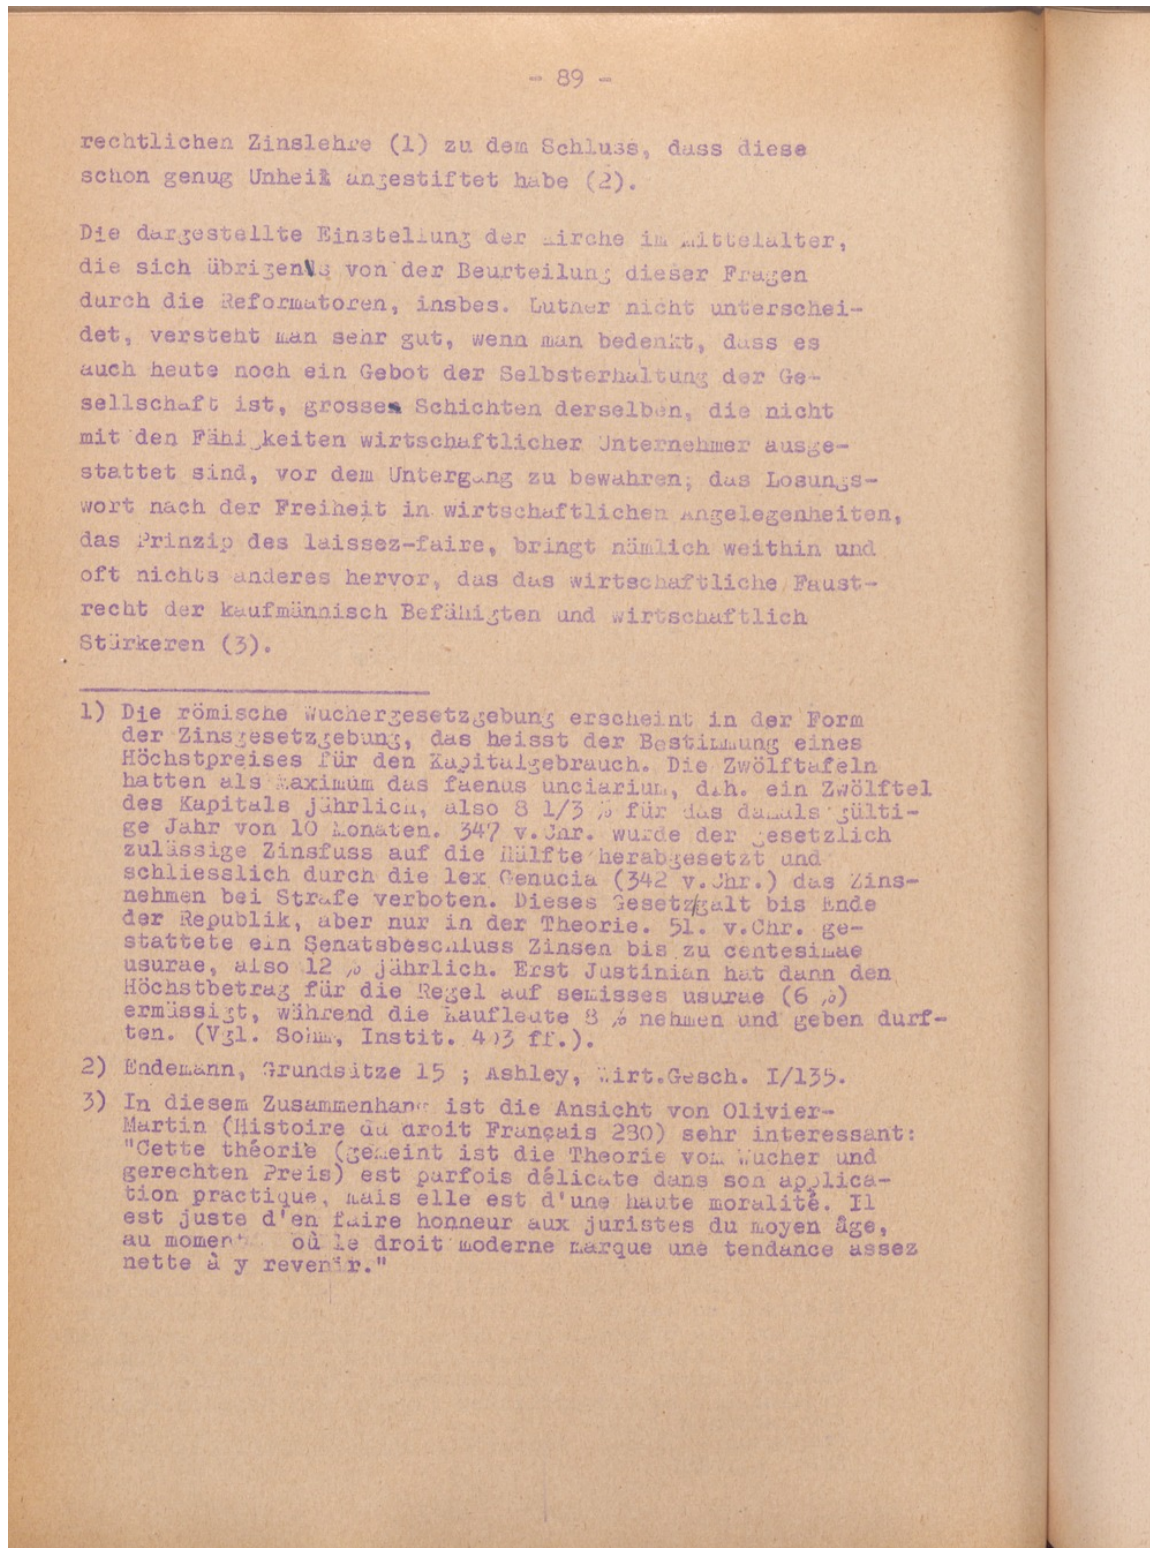 - 89 -
rechtlichen Zinslehre (1) zu dem Schluss, dass diese
schon genug Unheil angestiftet habe (2).
Die dargestellte Einstellung der Kirche im Mittelalter,
die sich übrigens von der Beurteilung dieser Fragen
durch die Reformatoren, insbes. Luther nicht unterschei-
det, versteht man sehr gut, wenn man bedenkt, dass es
auch heute noch ein Gebot der Selbsterhaltung der Ge-
sellschaft ist, grosse Schichten derselben, die nicht
mit den Fähigkeiten wirtschaftlicher Unternehmer ausge-
stattet sind, vor dem Untergang zu bewahren; das Losungs-
wort nach der Freiheit in wirtschaftlichen Angelegenheiten,
das Prinzip des laissez-faire, bringt nämlich weithin und
oft nichts anderes hervor, das das wirtschaftliche Faust-
recht der kaufmännisch Befähigten und wirtschaftlich
Stärkeren (3).
1) Die römische Wuchergesetzgebung erscheint in der Form
der Zinsgesetzgebung, das heisst der Bestimmung eines
Höchstpreises für den Kapitalgebrauch. Die Zwölftafeln
hatten als Maximum das faenus unciarium, d.h. ein Zwölftel
des Kapitals jährlich, also 8 1/3 % für das damals gülti-
ge Jahr von 10 Monaten. 347 v.Chr. wurde der gesetzlich
zulässige Zinsfuss auf die Hälfte herabgesetzt und
schliesslich durch die lex Genucia (342 v.Chr.) das Zins-
nehmen bei Strafe verboten. Dieses Gesetz galt bis Ende
der Republik, aber nur in der Theorie. 51. v.Chr. ge-
stattete ein Senatsbeschluss Zinsen bis zu centesimae
usurae, also 12 % jährlich. Erst Justinian hat dann den
Höchstbetrag für die Regel auf semisses usurae (6 %)
ermässigt, während die Kaufleute 8 % nehmen und geben durf-
ten. (Vgl. Sohm, Instit. 403 ff.).
2) Endemann, Grundsätze 15 ; Ashley, Wirt.Gesch. I/135.
3) In diesem Zusammenhang ist die Ansicht von Olivier-
Martin (Histoire du droit Français 280) sehr interessant:
"Cette théorie (gemeint ist die Theorie vom Wucher und
gerechten Preis) est parfois délicate dans son applica-
tion practique, mais elle est d'une haute moralité. Il
est juste d'en faire honneur aux juristes du moyen âge,
au moment où le droit moderne marque une tendance assez
nette à y revenir."